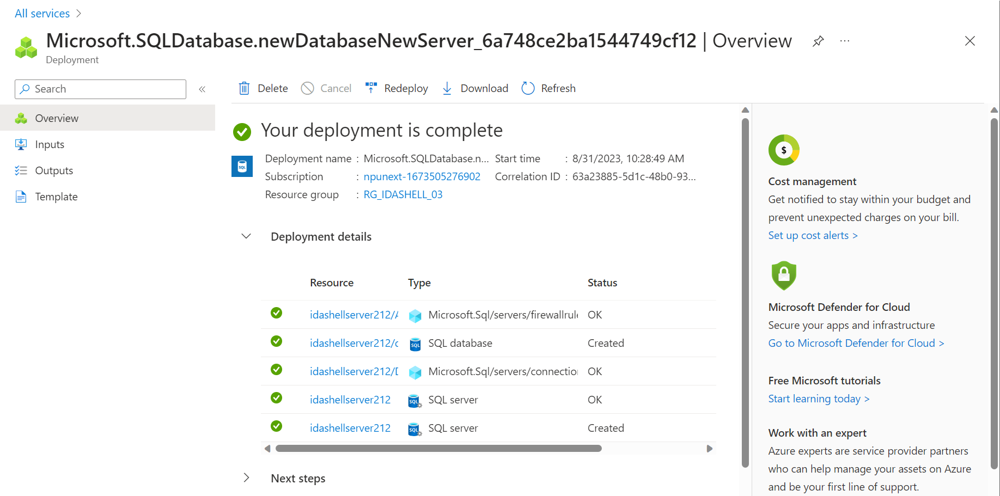 All services
Microsoft.SQLDatabase.newDatabaseNewServer_6a748ce2ba1544749cf12 | Overview
Deployment
Search
Overview
Inputs
Outputs
Template
Delete
Cancel
Redeploy
Download
Refresh
Your deployment is complete
Deployment name : Microsoft.SQLDatabase.n...
Start time : 8/31/2023, 10:28:49 AM
Subscription : npunext-1673505276902
Correlation ID : 63a23885-5d1c-48b0-93...
Resource group : RG_IDASHELL_03
Deployment details
Resource Type Status
idashellserver212/A Microsoft.Sql/servers/firewallrule OK
idashellserver212/ SQL SQL database Created
idashellserver212/ Microsoft.Sql/servers/connection OK
idashellserver212 SQL SQL server OK
idashellserver212 SQL SQL server Created
Next steps
$
Cost management
Get notified to stay within your budget and
prevent unexpected charges on your bill.
Set up cost alerts >
Microsoft Defender for Cloud
Secure your apps and infrastructure
Go to Microsoft Defender for Cloud >
Free Microsoft tutorials
Start learning today >
Work with an expert
Azure experts are service provider partners
who can help manage your assets on Azure
and be your first line of support.